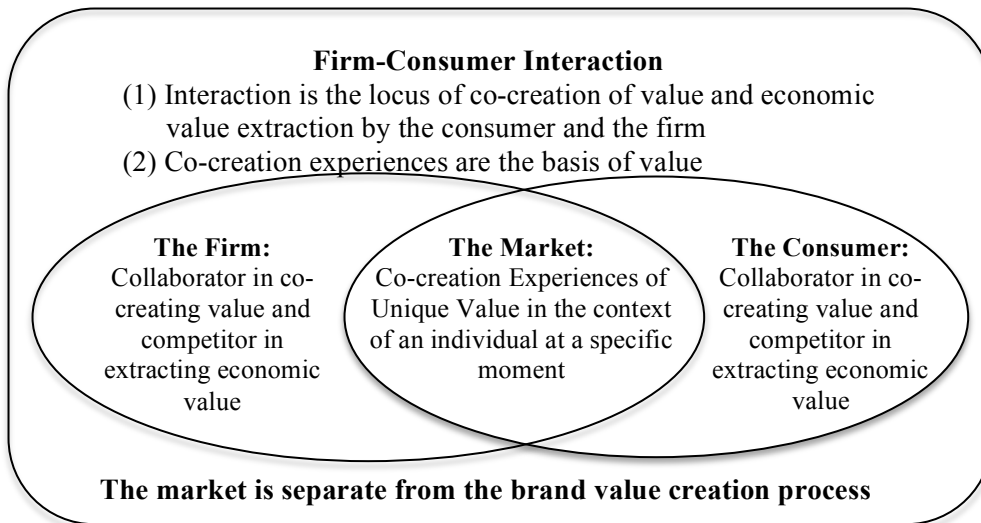 Firm-Consumer Interaction
(1) Interaction is the locus of co-creation of value and economic
value extraction by the consumer and the firm
(2) Co-creation experiences are the basis of value
The Firm:
Collaborator in co-
creating value and
competitor in
extracting economic
value
The Market:
Co-creation Experiences of
Unique Value in the context
of an individual at a specific
moment
The Consumer:
Collaborator in co-
creating value and
competitor in
extracting economic
value
The market is separate from the brand value creation process